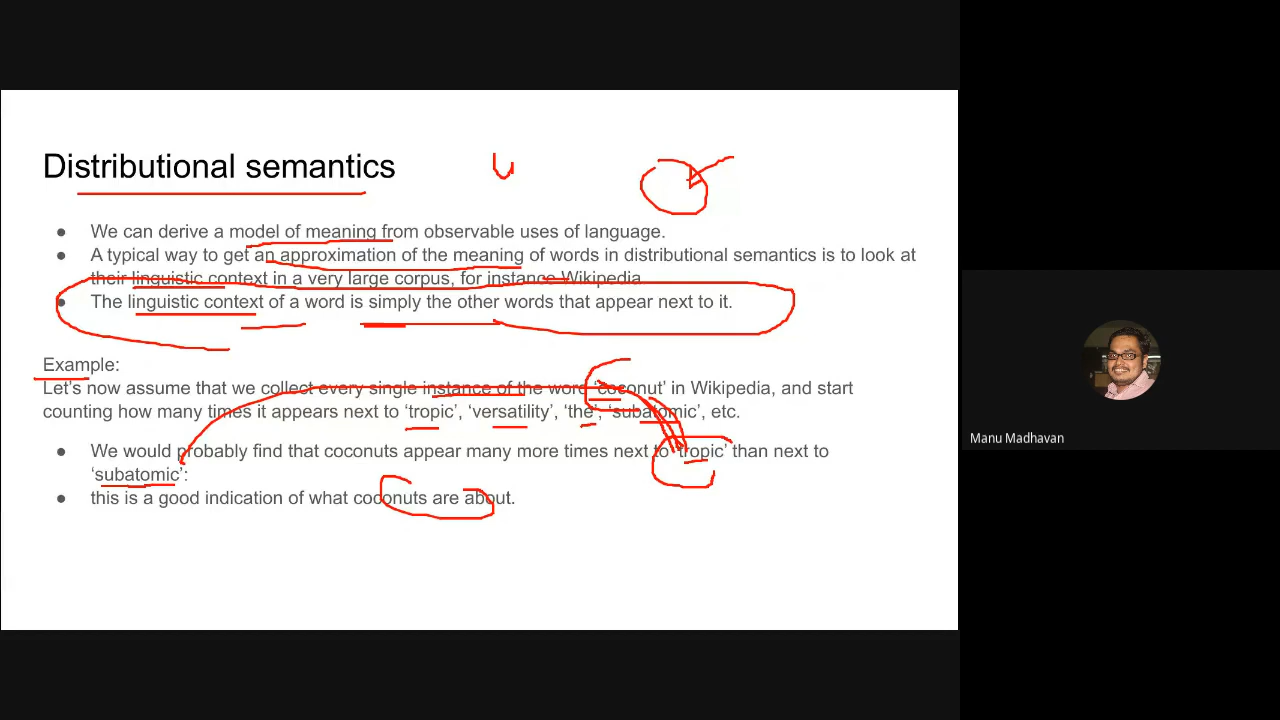 Distributional semantics
● We can derive a model of meaning from observable uses of language.
● A typical way to get an approximation of the meaning of words in distributional semantics is to look at
their linguistic context in a very large corpus, for instance Wikipedia.
● The linguistic context of a word is simply the other words that appear next to it.
Example:
Let's now assume that we collect every single instance of the word ‘coconut’ in Wikipedia, and start
counting how many times it appears next to ‘tropic’, ‘versatility’, ‘the’, ‘subatomic’, etc.
● We would probably find that coconuts appear many more times next to ‘tropic’ than next to
‘subatomic’:
● this is a good indication of what coconuts are about.
Manu Madhavan